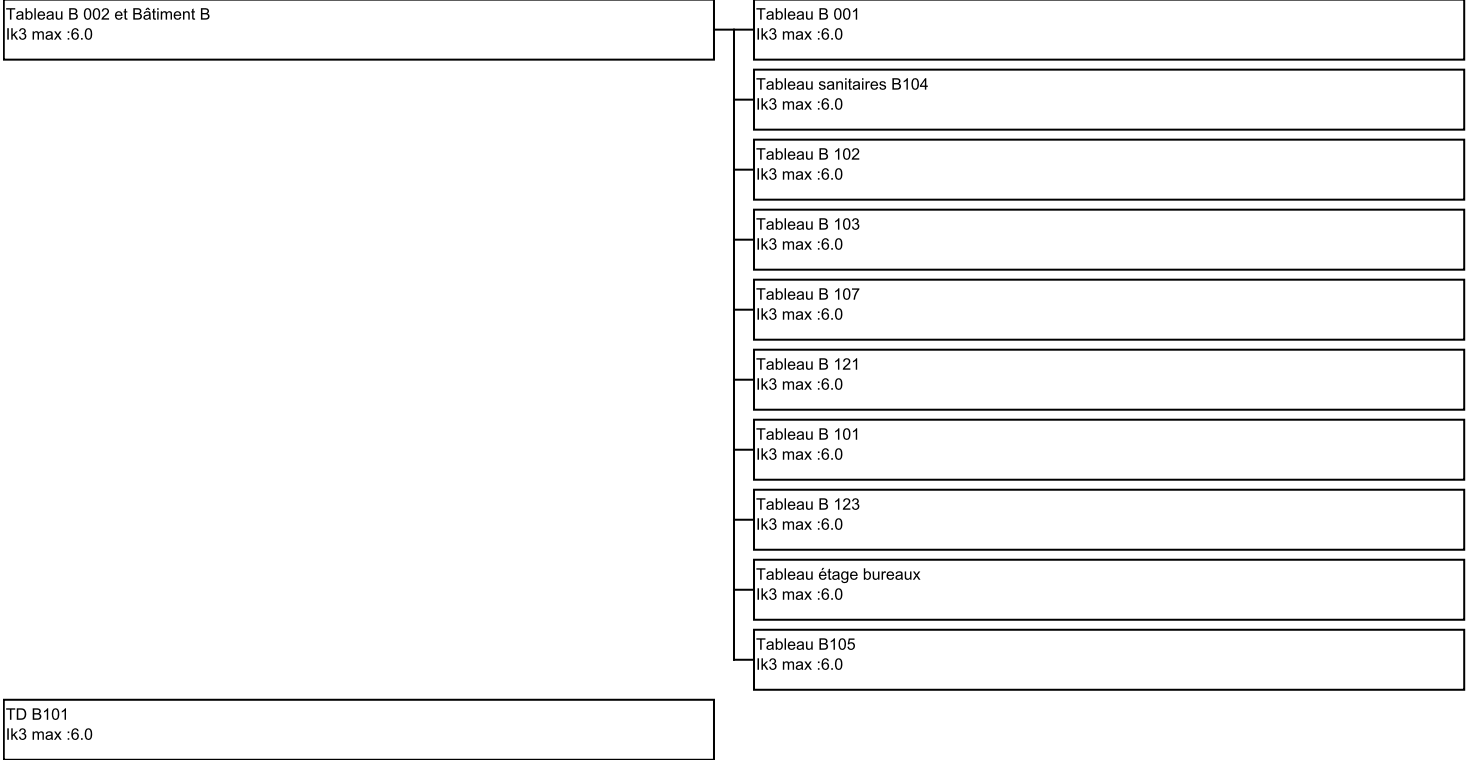 Tableau B 002 et Bâtiment B
Ik3 max :6.0
Tableau B 001
Ik3 max :6.0
Tableau sanitaires B104
Ik3 max :6.0
Tableau B 102
Ik3 max :6.0
Tableau B 103
Ik3 max :6.0
Tableau B 107
Ik3 max :6.0
Tableau B 121
Ik3 max :6.0
Tableau B 101
Ik3 max :6.0
Tableau B 123
Ik3 max :6.0
Tableau étage bureaux
Ik3 max :6.0
Tableau B105
Ik3 max :6.0
TD B101
Ik3 max :6.0